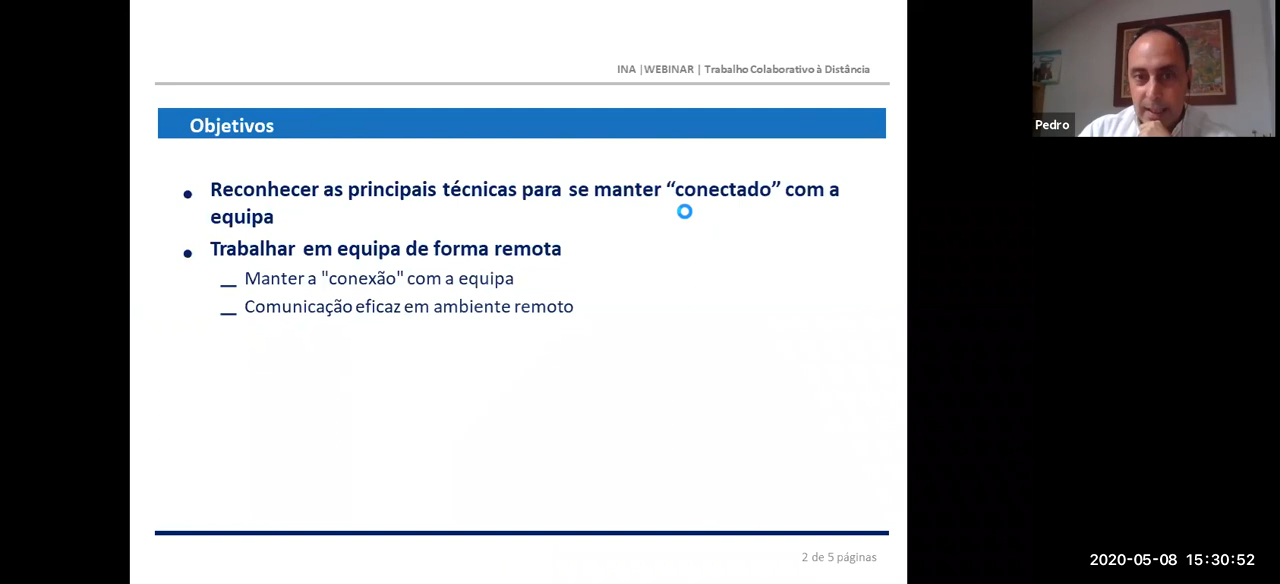 INA |WEBINAR | Trabalho Colaborativo à Distância
Objetivos
Reconhecer as principais técnicas para se manter “conectado” com a
equipa
Trabalhar em equipa de forma remota
Manter a "conexão" com a equipa
Comunicação eficaz em ambiente remoto
2 de 5 páginas
Pedro
2020-05-08 15:30:52